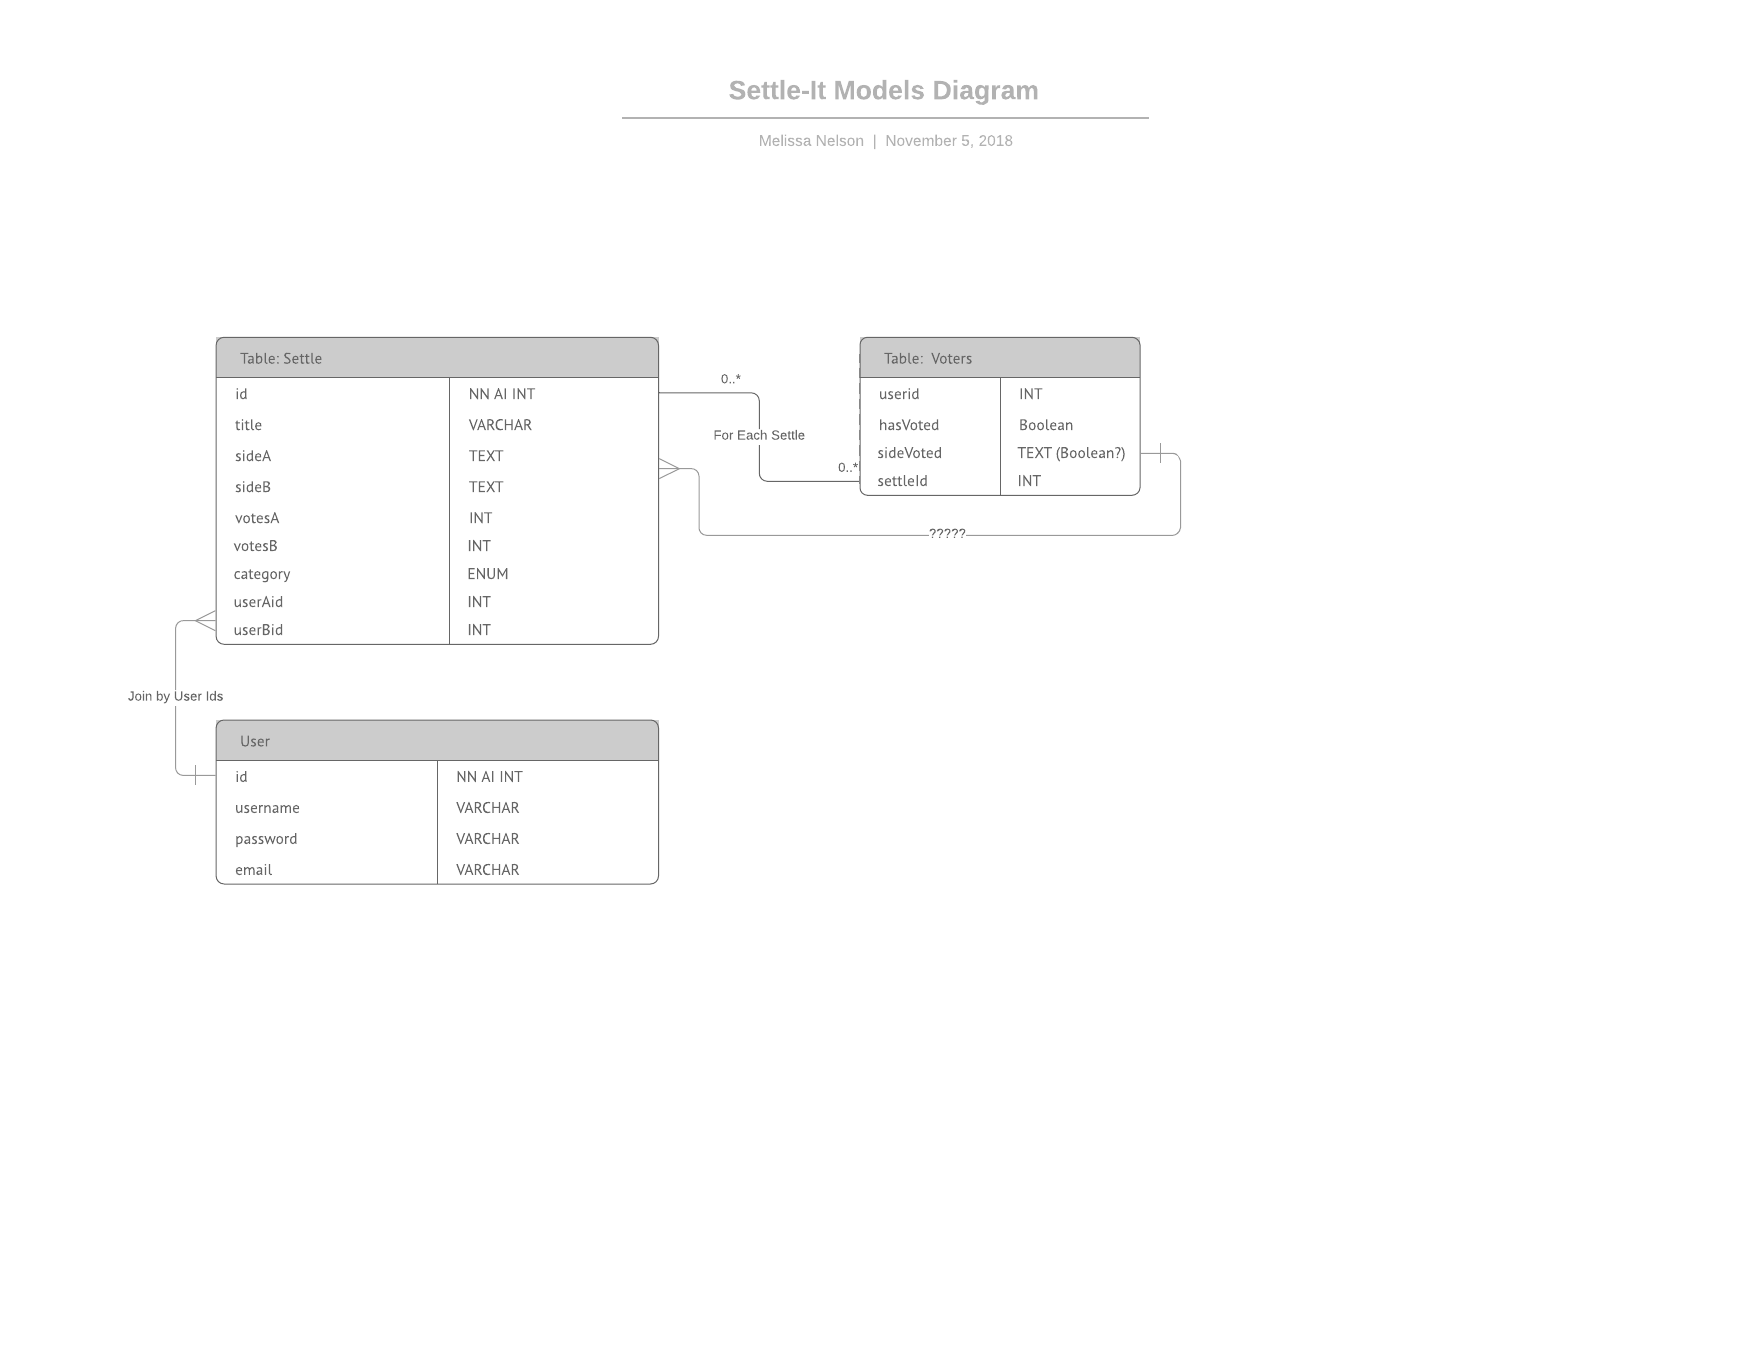 Settle-It Models Diagram
Melissa Nelson | November 5, 2018
Table: Settle
id NN AI INT
title VARCHAR
sideA TEXT
sideB TEXT
votesA INT
votesB INT
category ENUM
userAid INT
userBid INT
0..*
For Each Settle
0..*
Table: Voters
userid INT
hasVoted Boolean
sideVoted TEXT (Boolean?)
settleId INT
?????
Join by User Ids
User
id NN AI INT
username VARCHAR
password VARCHAR
email VARCHAR